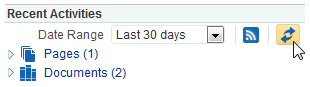 Recent Activities
Date Range Last 30 days
Pages (1)
Documents (2)